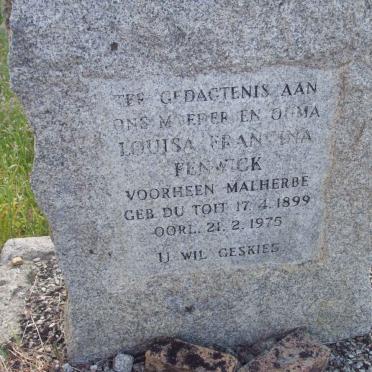 TER GEDAGTENIS AAN
ONS MOEDER EN OUMA
LOUISA FRANCINA
FENWICK
VOORHEEN MALHERBE
GEB DU TOIT 17.4.1899
OORL. 21.2.1975
U WIL GESKIED